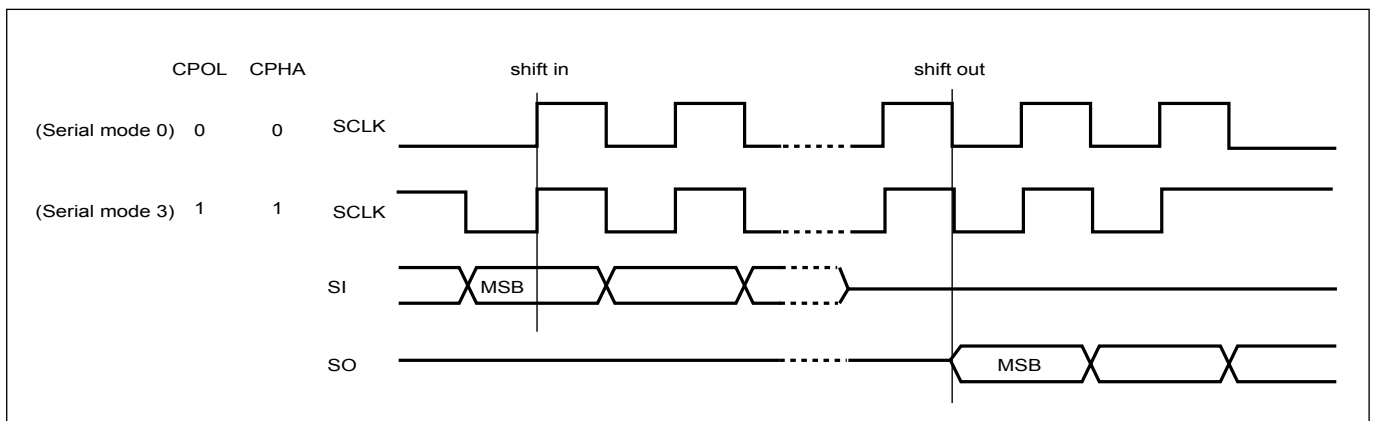 CPOL CPHA shift in shift out
(Serial mode 0) 0 0 SCLK
(Serial mode 3) 1 1 SCLK
SI MSB
SO MSB